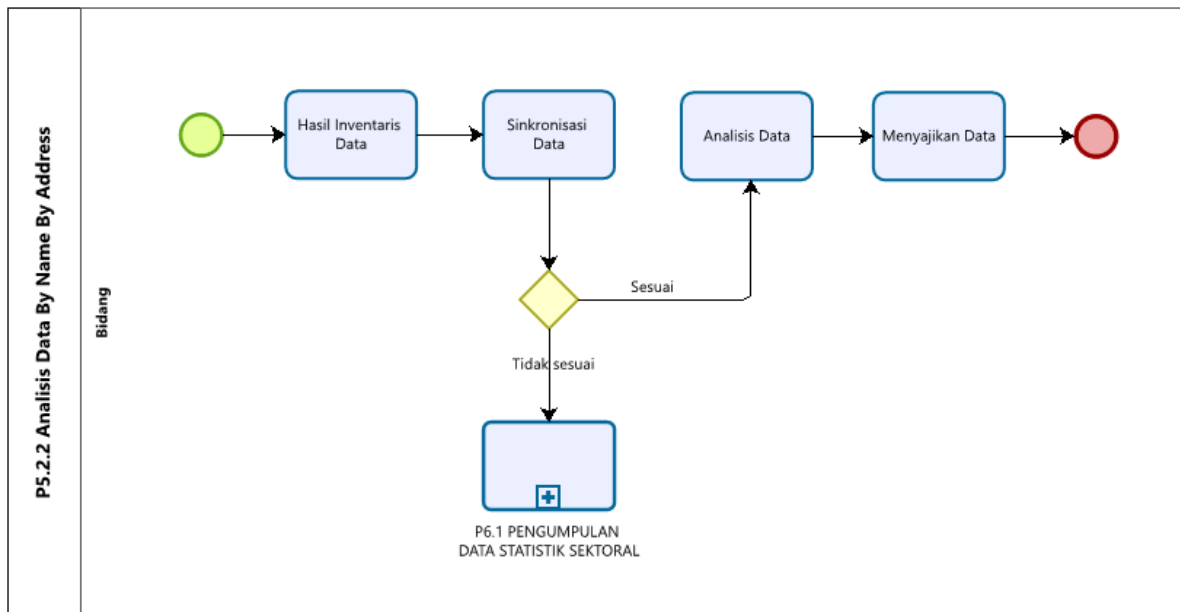 P5.2.2 Analisis Data By Name By Address
Bidang
Hasil Inventaris
Data
Sinkronisasi
Data
Analisis Data
Menyajikan Data
Sesuai
Tidak sesuai
P6.1 PENGUMPULAN
DATA STATISTIK SEKTORAL